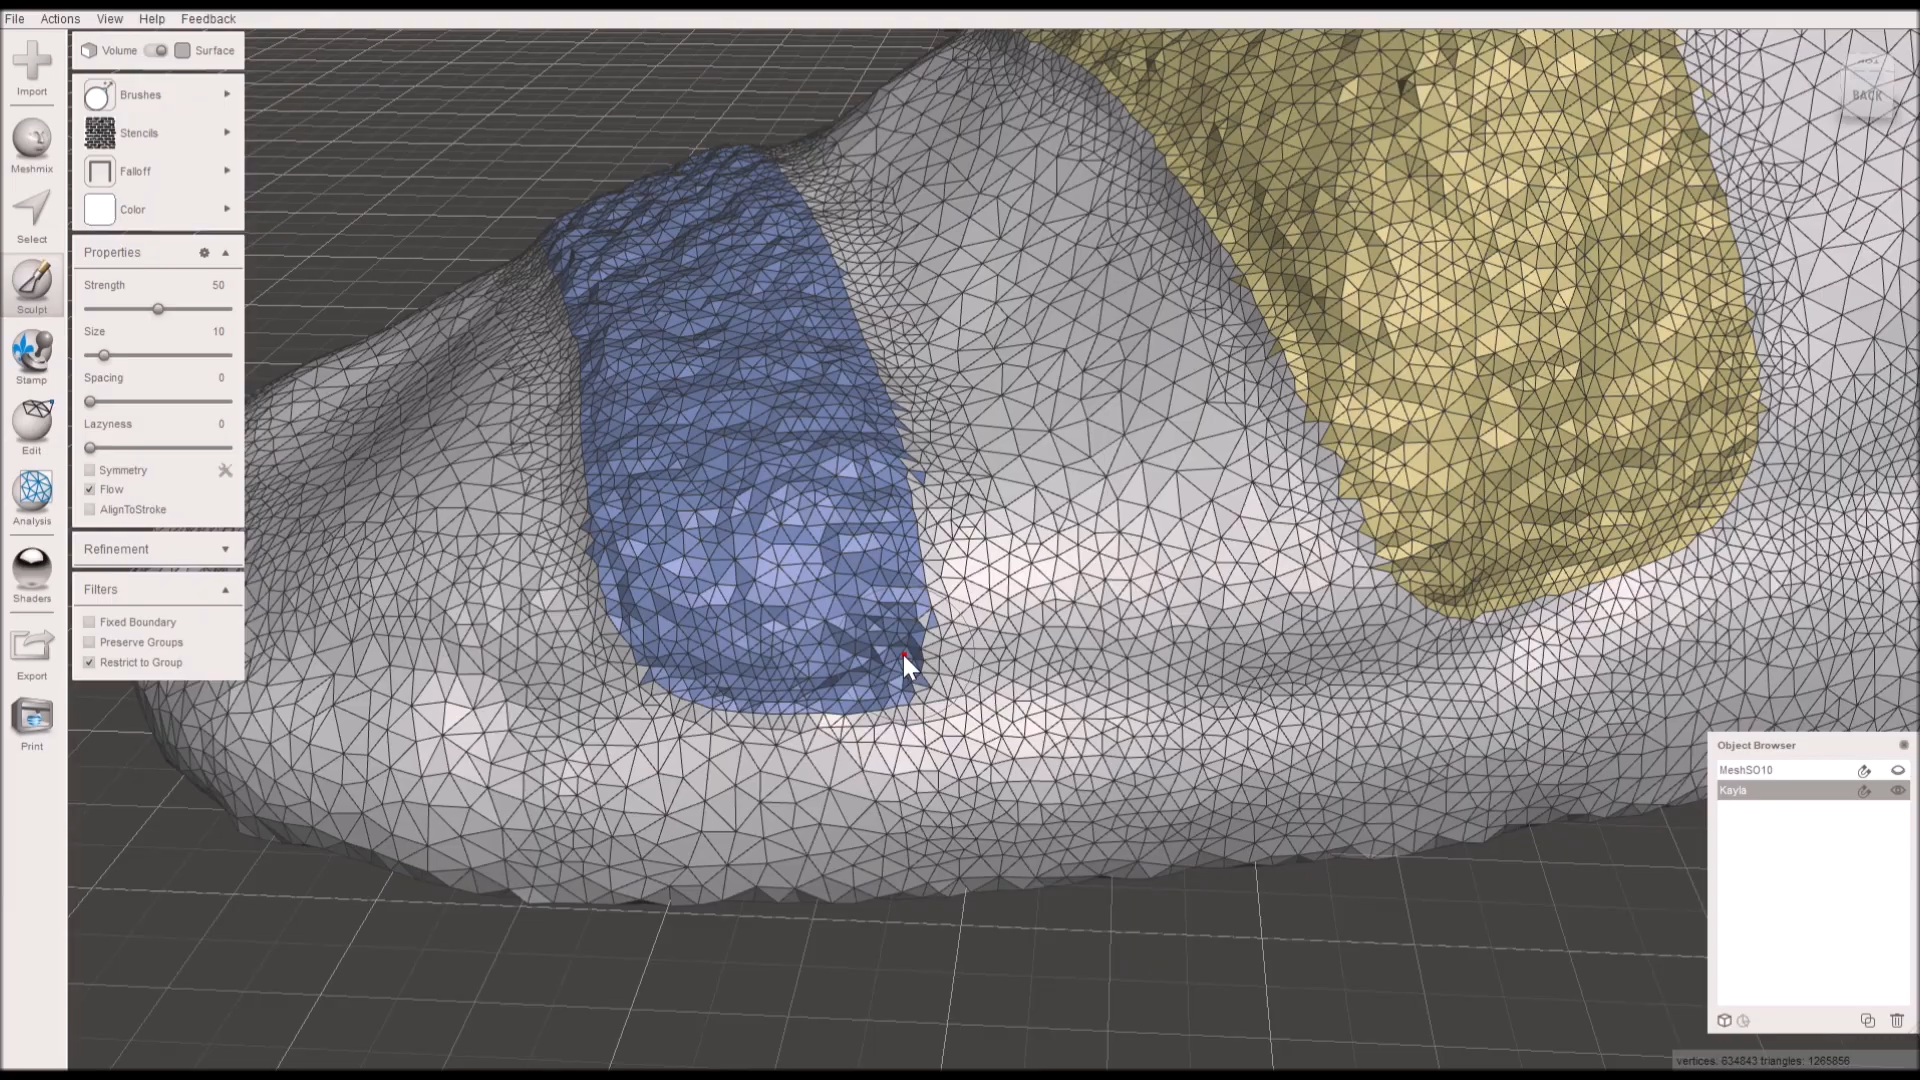 File Actions View Help Feedback
Import
Meshmix
Select
Sculpt
Stamp
Edit
Analysis
Shaders
Export
Print
Volume Surface
Brushes
Stencils
Falloff
Color
Properties
Strength 50
Size 10
Spacing 0
Lazyness 0
Symmetry
Flow
AlignToStroke
Refinement
Filters
Fixed Boundary
Preserve Groups
Restrict to Group
TOP
BACK
Object Browser
MeshSO10
Kayla
vertices: 634843 triangles: 1265856